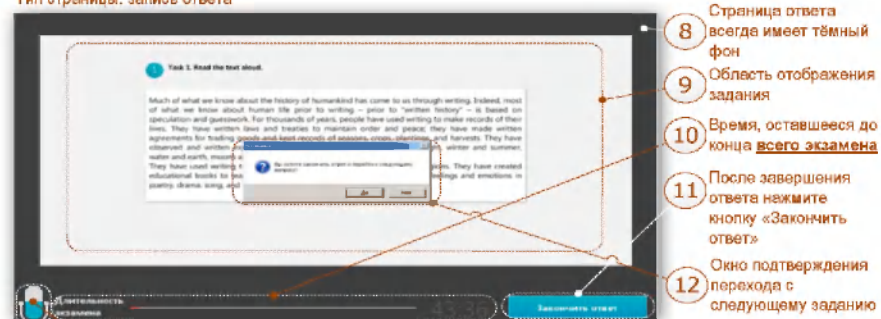 Тип страницы: запись ответа
1 Task 1. Read the text aloud.
Much of what we know about the history of humankind has come to us through writing. Indeed, most
of what we know about human life prior to writing – prior to "written history" – is based on
speculation and guesswork. For thousands of years, people have used writing to make records of their
lives. They have written laws and treaties to maintain order and peace; they have made written
agreements for trading goods and kept records of seasons, crops, plantings, and harvests. They have
observed and written winter and summer,
water and earth, moons
They have used writing They have created
educational books to and emotions in
poetry, drama, song, and
Да
Длительность
экзамена
43:36
Закончить ответ
8 Страница ответа
всегда имеет тёмный
фон
9 Область отображения
задания
10 Время, оставшееся до
конца всего экзамена
11 После завершения
ответа нажмите
кнопку «Закончить
ответ»
12 Окно подтверждения
перехода с
следующему заданию